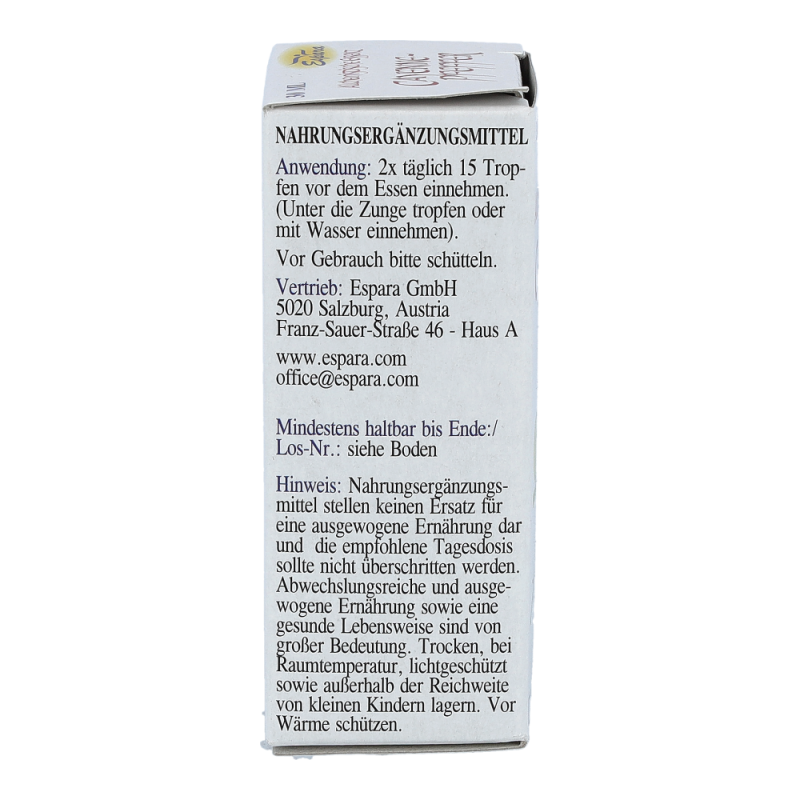 Espara
30 ML
CAYENNE-
PFEFFER
NAHRUNGSERGÄNZUNGSMITTEL
Anwendung: 2x täglich 15 Trop-
fen vor dem Essen einnehmen.
(Unter die Zunge tropfen oder
mit Wasser einnehmen).
Vor Gebrauch bitte schütteln.
Vertrieb: Espara GmbH
5020 Salzburg, Austria
Franz-Sauer-Straße 46 - Haus A
www.espara.com
office@espara.com
Mindestens haltbar bis Ende:/
Los-Nr.: siehe Boden
Hinweis: Nahrungsergänzungs-
mittel stellen keinen Ersatz für
eine ausgewogene Ernährung dar
und die empfohlene Tagesdosis
sollte nicht überschritten werden.
Abwechslungsreiche und ausge-
wogene Ernährung sowie eine
gesunde Lebensweise sind von
großer Bedeutung. Trocken, bei
Raumtemperatur, lichtgeschützt
sowie außerhalb der Reichweite
von kleinen Kindern lagern. Vor
Wärme schützen.